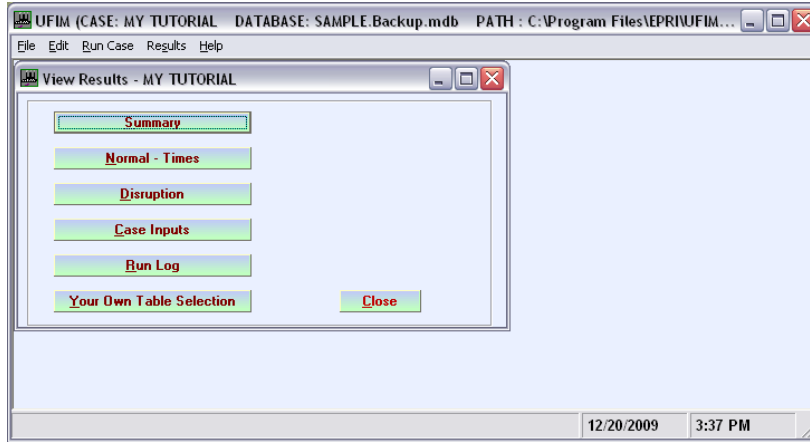 UFIM (CASE: MY TUTORIAL DATABASE: SAMPLE.Backup.mdb PATH : C:\Program Files\EPRI\UFIM...
File Edit Run Case Results Help
View Results - MY TUTORIAL
Summary
Normal - Times
Disruption
Case Inputs
Run Log
Your Own Table Selection Close
12/20/2009 3:37 PM